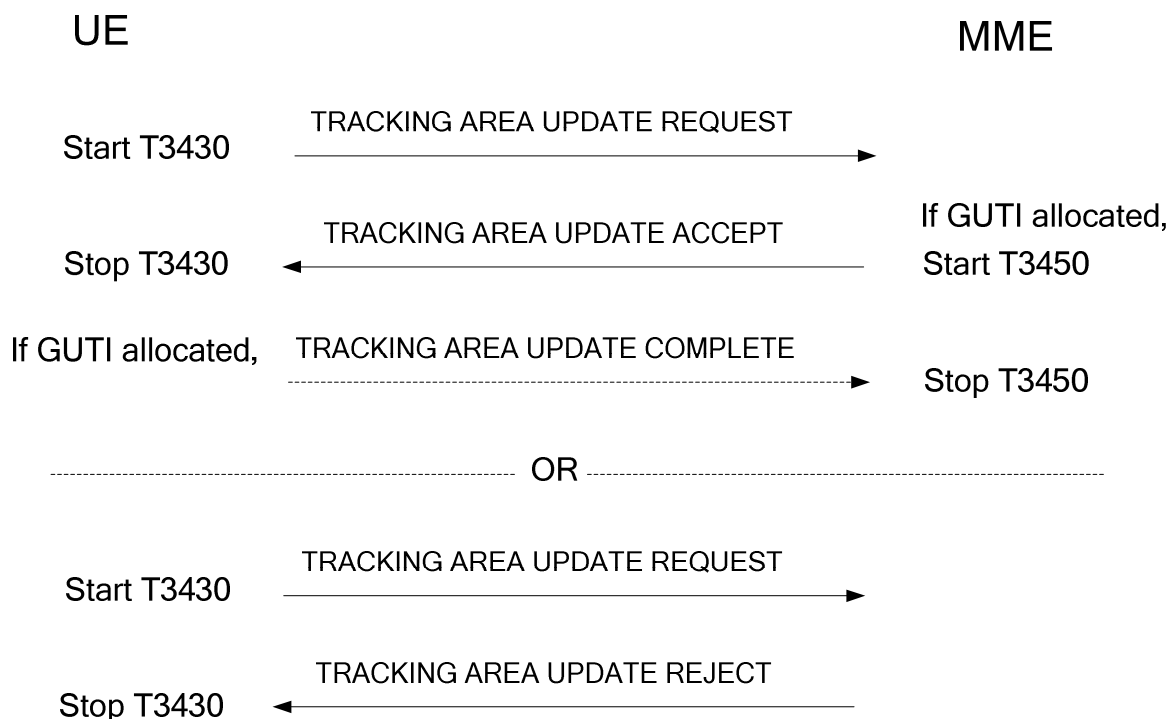 UE
MME
TRACKING AREA UPDATE REQUEST
Start T3430
If GUTI allocated,
TRACKING AREA UPDATE ACCEPT
Stop T3430
Start T3450
If GUTI allocated,
TRACKING AREA UPDATE COMPLETE
Stop T3450
OR
TRACKING AREA UPDATE REQUEST
Start T3430
TRACKING AREA UPDATE REJECT
Stop T3430